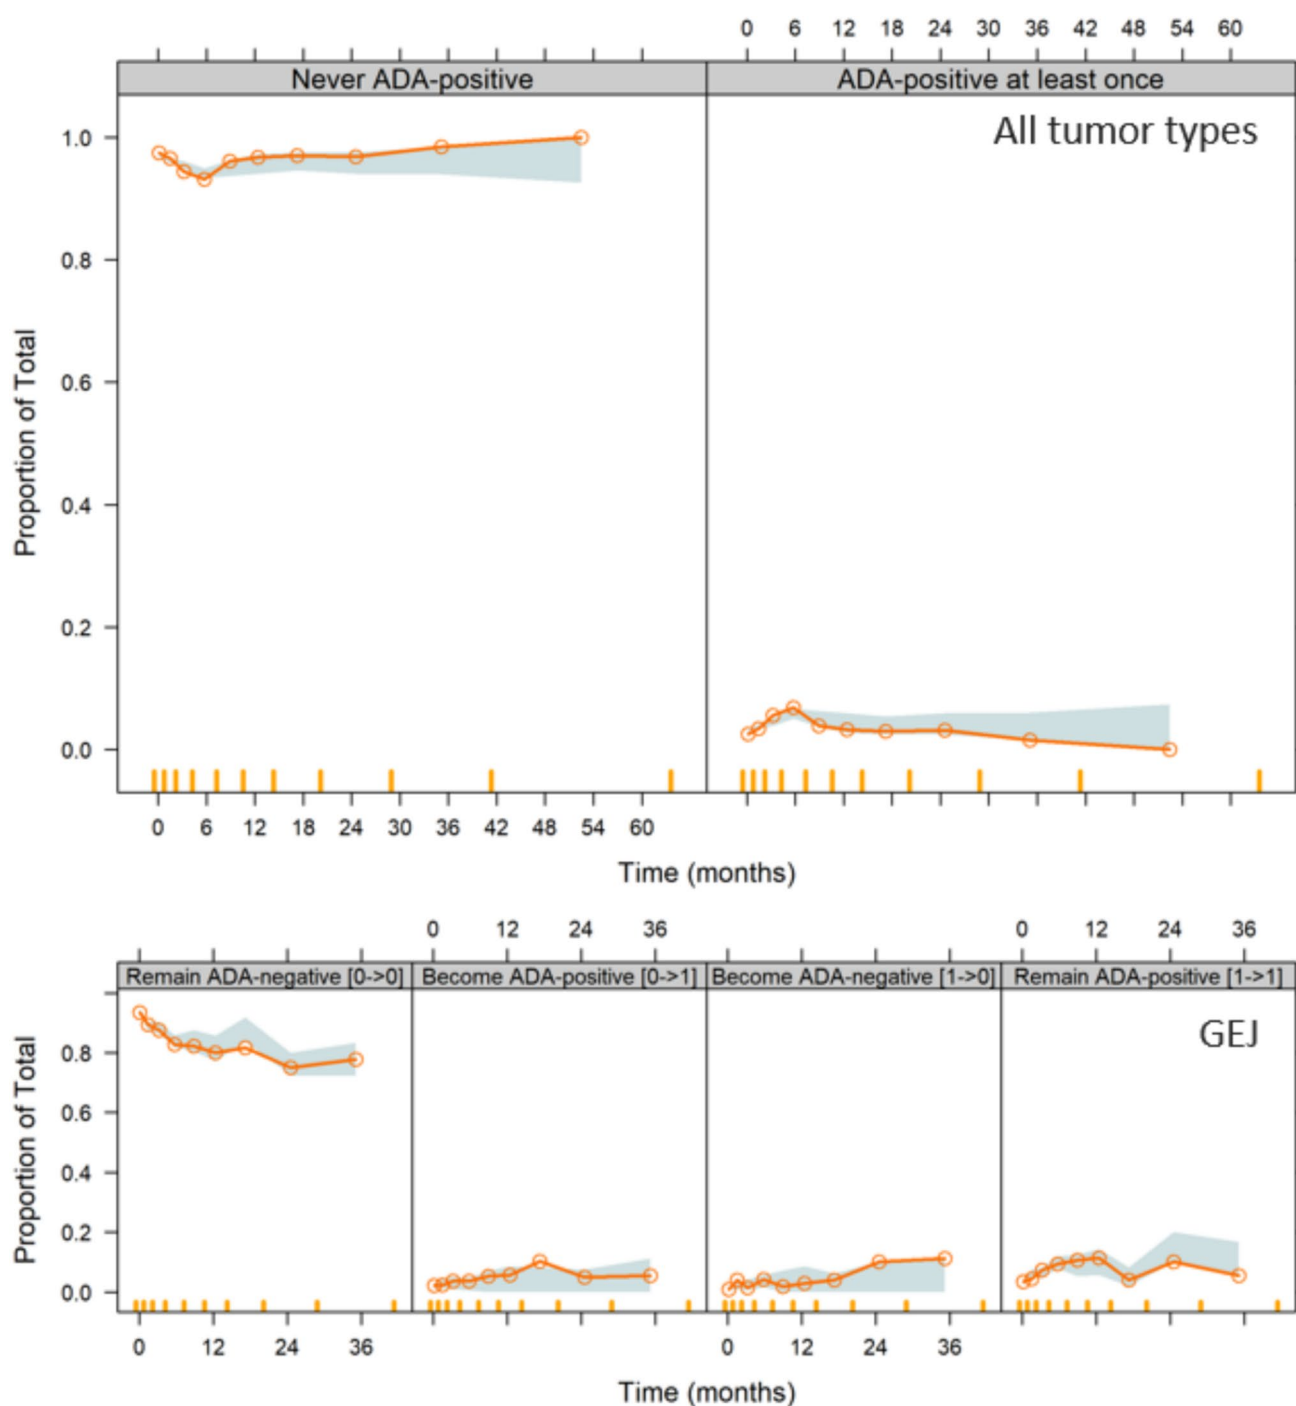 0 6 12 18 24 30 36 42 48 54 60
Never ADA-positive ADA-positive at least once
All tumor types
1.0
0.8
0.6
0.4
0.2
0.0
Proportion of Total
0 6 12 18 24 30 36 42 48 54 60
Time (months)
0 12 24 36 0 12 24 36
Remain ADA-negative [0->0] Become ADA-positive [0->1] Become ADA-negative [1->0] Remain ADA-positive [1->1]
GEJ
0.8
0.6
0.4
0.2
0.0
Proportion of Total
0 12 24 36 0 12 24 36
Time (months)